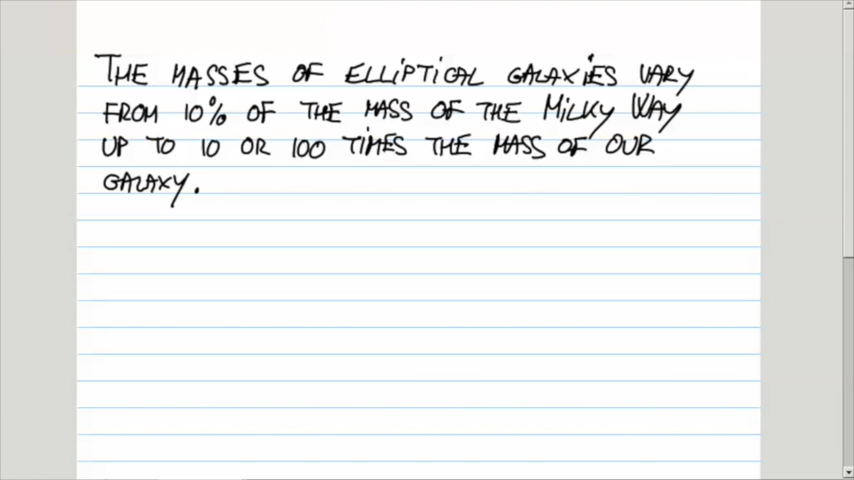 THE MASSES OF ELLIPTICAL GALAXIES VARY
FROM 10% OF THE MASS OF THE MILKY WAY
UP TO 10 OR 100 TIMES THE MASS OF OUR
GALAXY.